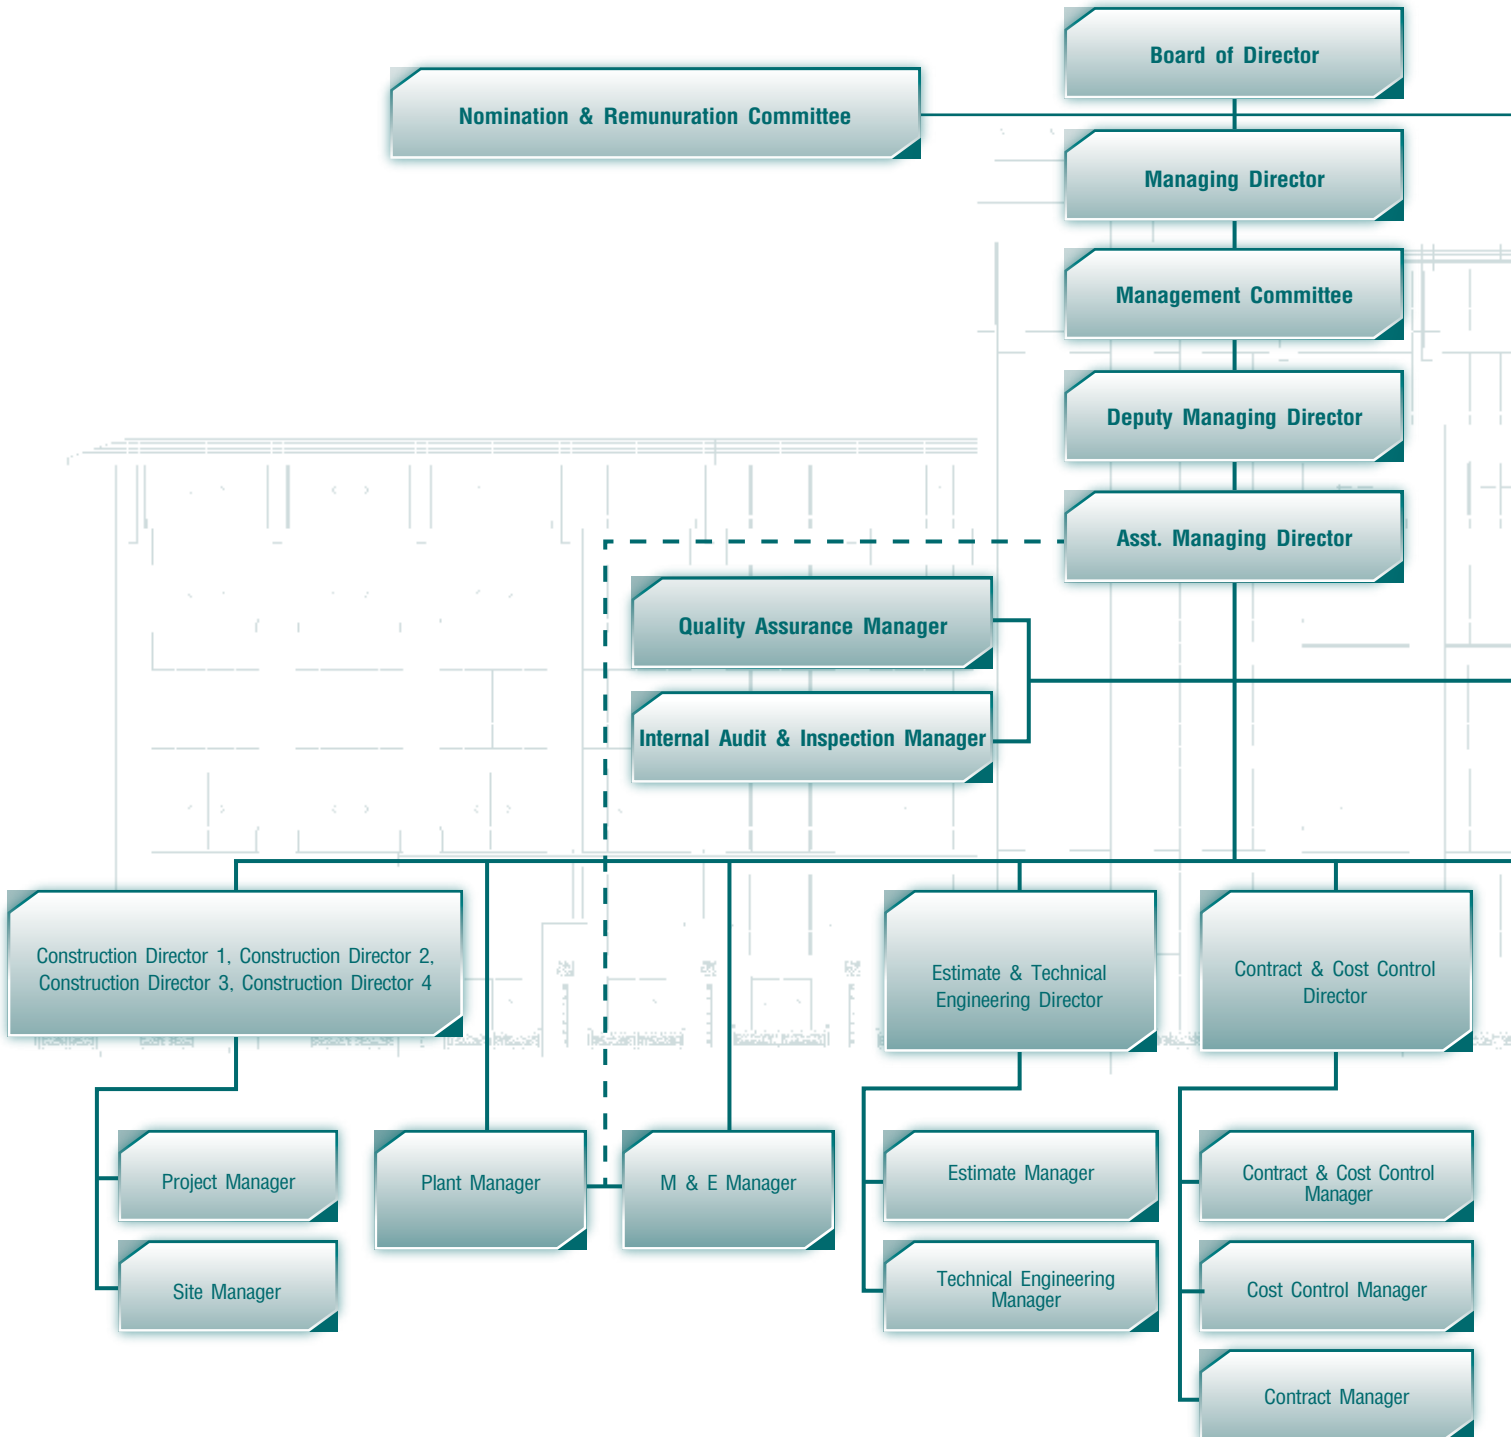 Board of Director
Nomination & Remunuration Committee
Managing Director
Management Committee
Deputy Managing Director
Asst. Managing Director
Quality Assurance Manager
Internal Audit & Inspection Manager
Construction Director 1, Construction Director 2,
Construction Director 3, Construction Director 4
Estimate & Technical
Engineering Director
Contract & Cost Control
Director
Project Manager
Plant Manager
M & E Manager
Estimate Manager
Contract & Cost Control
Manager
Site Manager
Technical Engineering
Manager
Cost Control Manager
Contract Manager